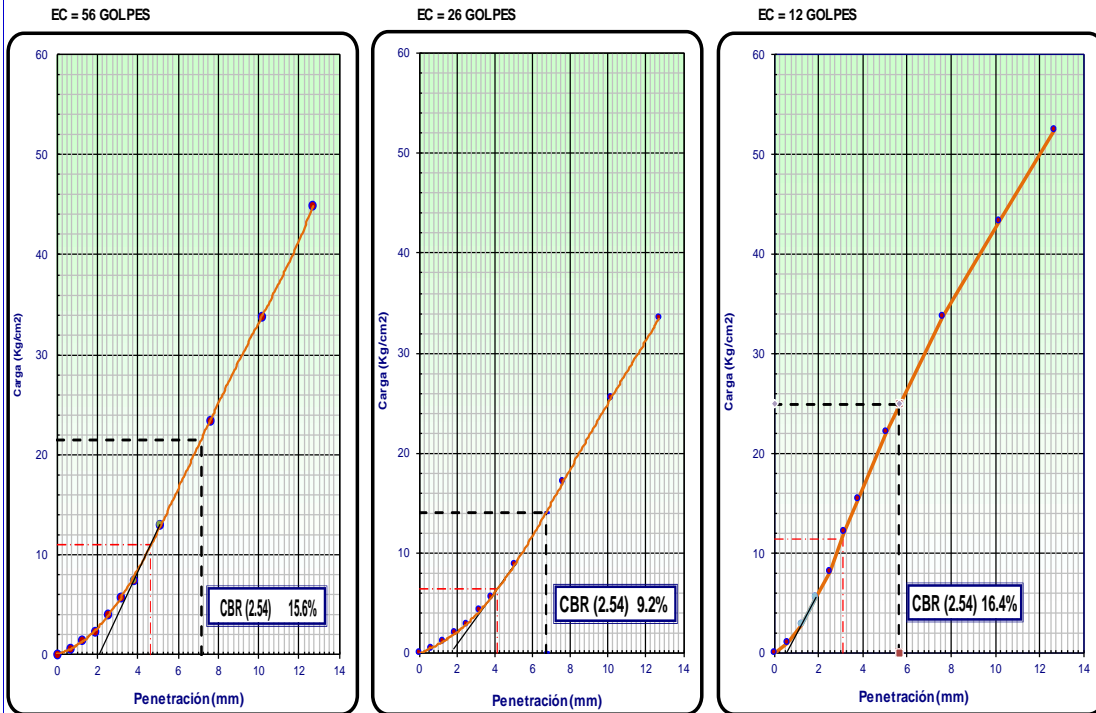 EC = 56 GOLPES
60
50
40
30
20
10
0
0 2 4 6 8 10 12 14
Carga (Kg/cm2)
Penetración (mm)
CBR (2.54) 15.6%
EC = 26 GOLPES
60
50
40
30
20
10
0
0 2 4 6 8 10 12 14
Carga (Kg/cm2)
Penetración (mm)
CBR (2.54) 9.2%
EC = 12 GOLPES
60
50
40
30
20
10
0
0 2 4 6 8 10 12 14
Carga (Kg/cm2)
Penetración (mm)
CBR (2.54) 16.4%